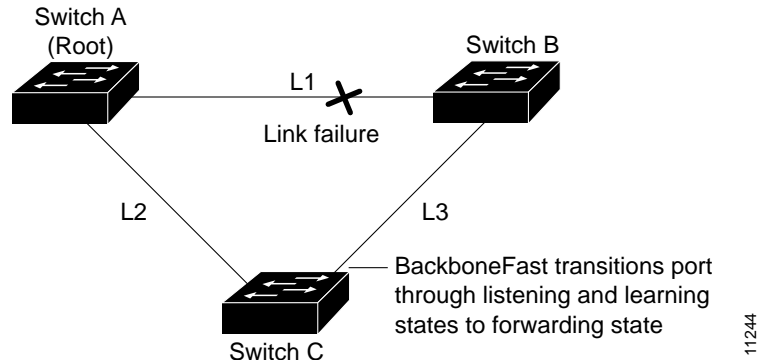 Switch A
(Root)
Switch B
L1
Link failure
L2
L3
BackboneFast transitions port
through listening and learning
states to forwarding state
Switch C
11244